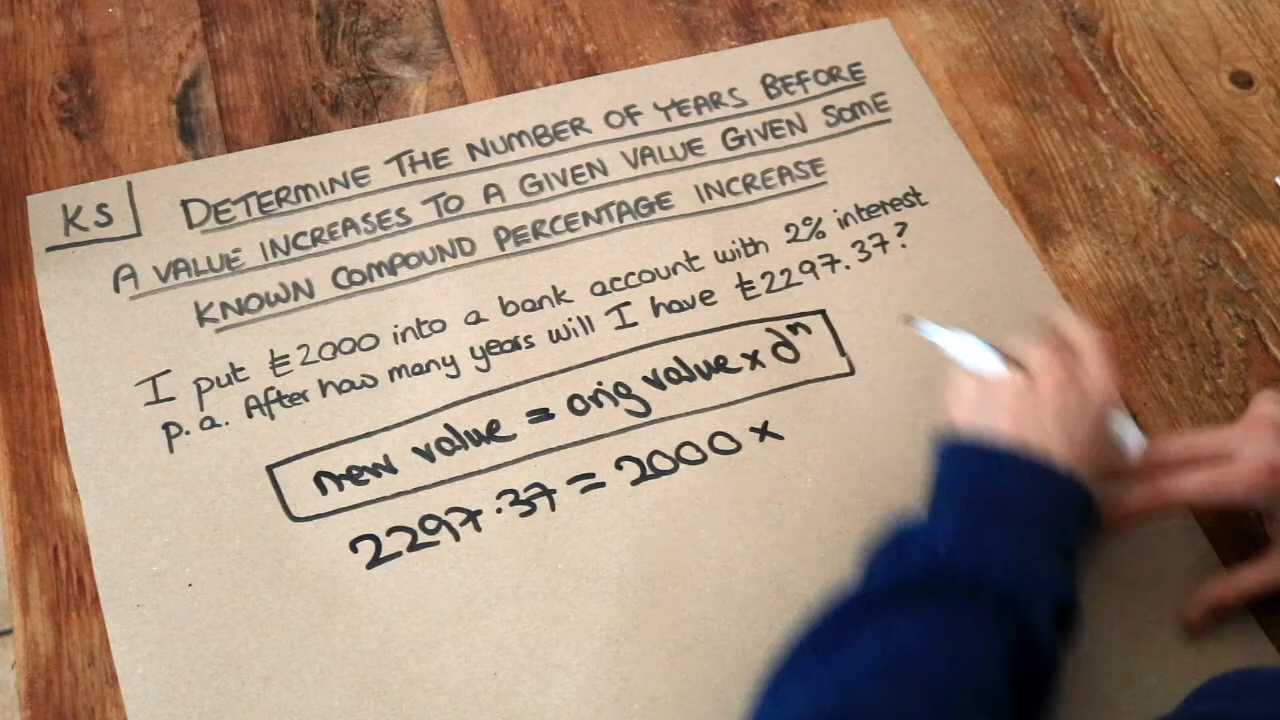 KS
DETERMINE THE NUMBER OF YEARS BEFORE
A VALUE INCREASES TO A GIVEN VALUE GIVEN SOME
KNOWN COMPOUND PERCENTAGE INCREASE
I put £2000 into a bank account with 2% interest
p.a. After how many years will I have £2297.37?
new value = orig value × dⁿ
2297.37 = 2000 ×